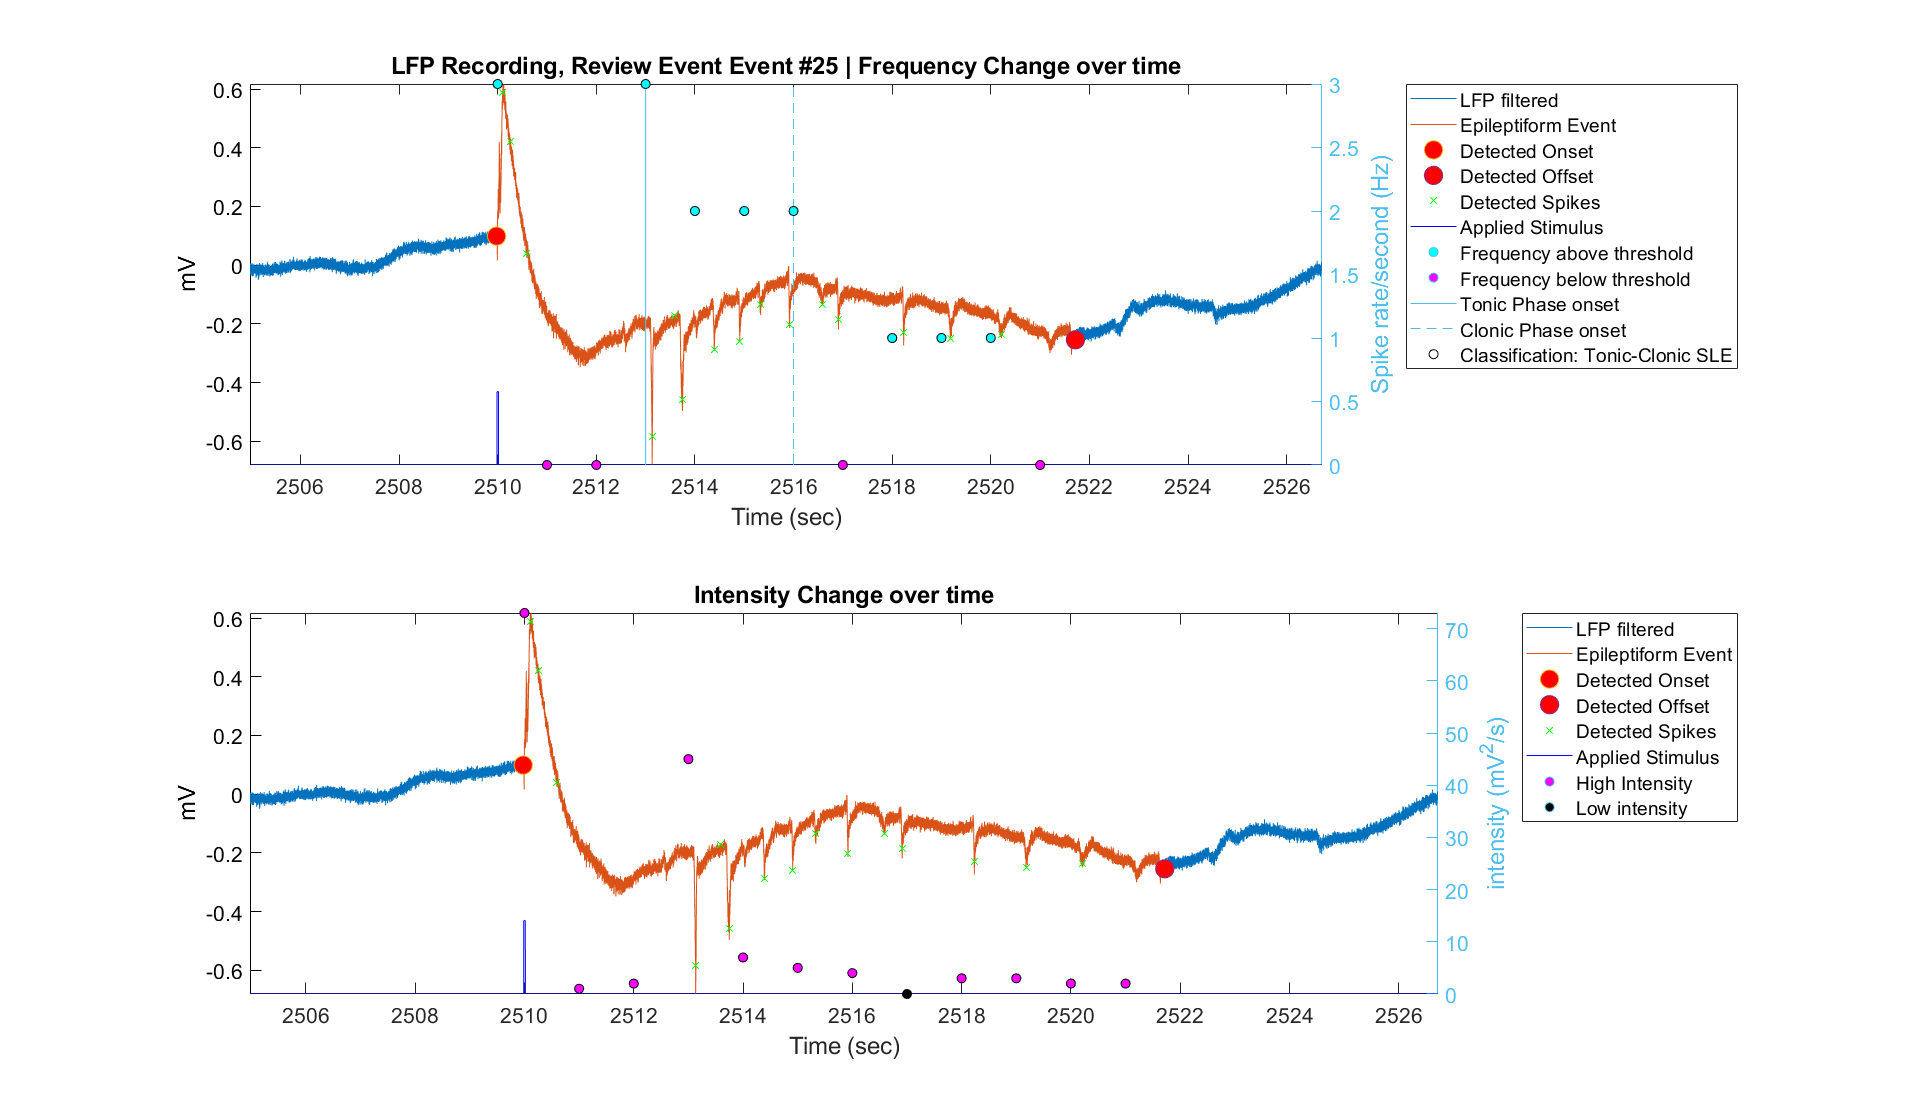 LFP Recording, Review Event Event #25 | Frequency Change over time
0.6
0.4
0.2
0
-0.2
-0.4
-0.6
mV
2506 2508 2510 2512 2514 2516 2518 2520 2522 2524 2526
Time (sec)
3
2.5
2
1.5
1
0.5
0
Spike rate/second (Hz)
LFP filtered
Epileptiform Event
Detected Onset
Detected Offset
Detected Spikes
Applied Stimulus
Frequency above threshold
Frequency below threshold
Tonic Phase onset
Clonic Phase onset
Classification: Tonic-Clonic SLE
Intensity Change over time
0.6
0.4
0.2
0
-0.2
-0.4
-0.6
mV
2506 2508 2510 2512 2514 2516 2518 2520 2522 2524 2526
Time (sec)
70
60
50
40
30
20
10
0
intensity (mV²/s)
LFP filtered
Epileptiform Event
Detected Onset
Detected Offset
Detected Spikes
Applied Stimulus
High Intensity
Low intensity